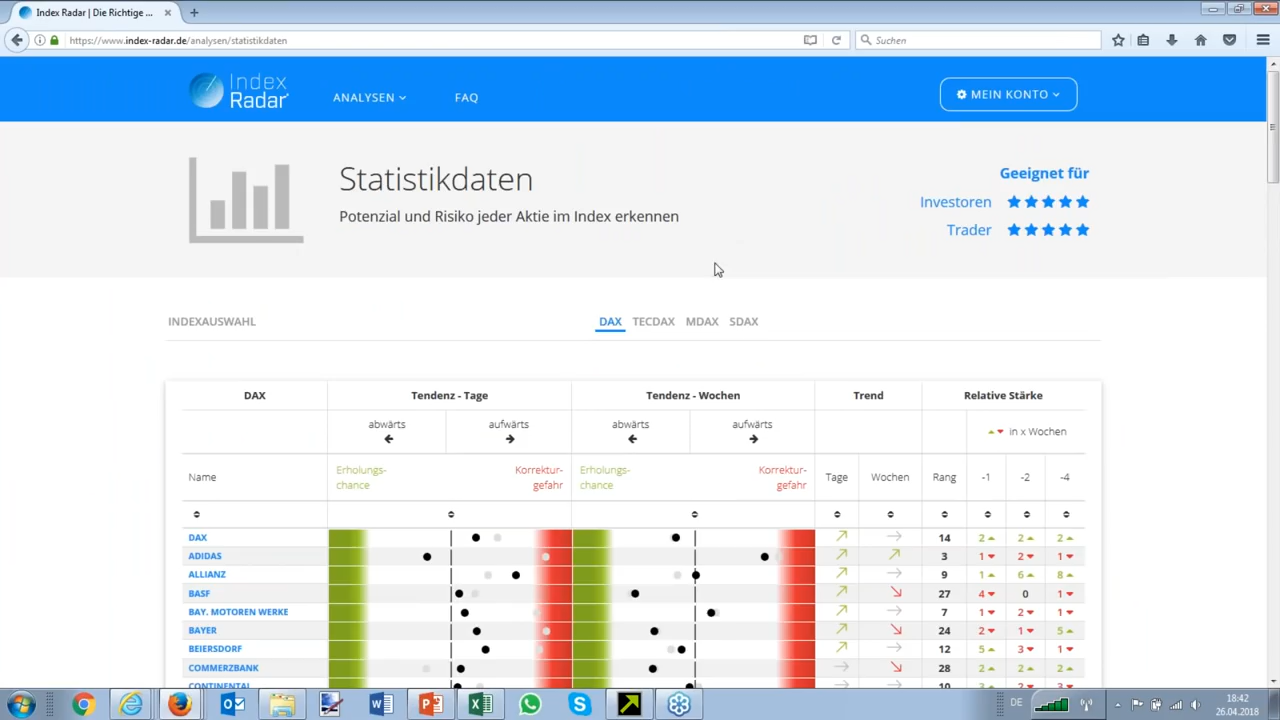 Index Radar | Die Richtige ...
https://www.index-radar.de/analysen/statistikdaten
Suchen
Index
Radar
ANALYSEN
FAQ
MEIN KONTO
Statistikdaten
Potenzial und Risiko jeder Aktie im Index erkennen
Geeignet für
Investoren
Trader
INDEXAUSWAHL
DAX TECDAX MDAX SDAX
DAX Tendenz - Tage Tendenz - Wochen Trend Relative Stärke
abwärts aufwärts abwärts aufwärts in x Wochen
Name Erholungs-chance Korrektur-gefahr Erholungs-chance Korrektur-gefahr Tage Wochen Rang -1 -2 -4
DAX 14 2 2 2
ADIDAS 3 1 2 1
ALLIANZ 9 1 6 8
BASF 27 4 0 1
BAY. MOTOREN WERKE 7 1 2 1
BAYER 24 2 1 5
BEIERSDORF 12 5 3 1
COMMERZBANK 28 2 2 2
CONTINENTAL 10 3 2 3
DE
18:42
26.04.2018